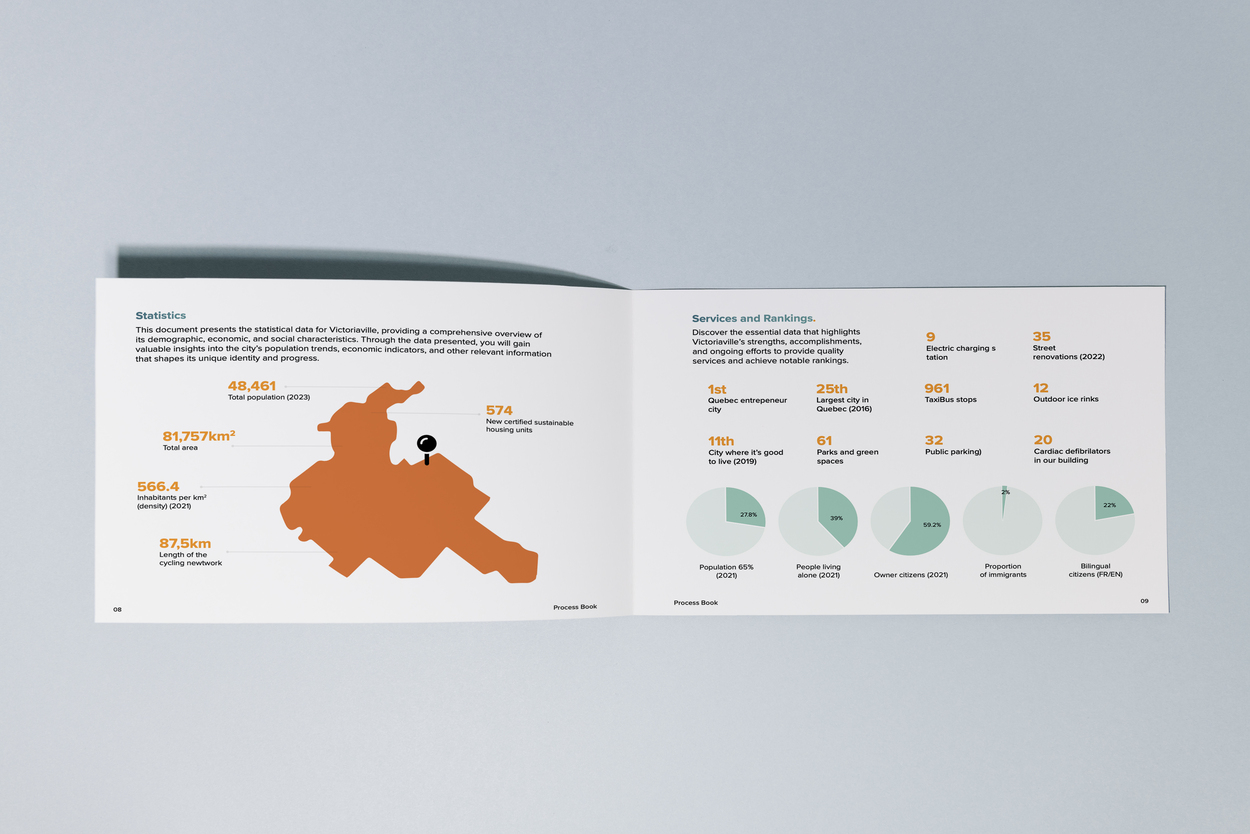 Statistics
This document presents the statistical data for Victoriaville, providing a comprehensive overview of
its demographic, economic, and social characteristics. Through the data presented, you will gain
valuable insights into the city's population trends, economic indicators, and other relevant information
that shapes its unique identity and progress.
48,461
Total population (2023)
574
New certified sustainable
housing units
81,757km²
Total area
566.4
Inhabitants per km²
(density) (2021)
87,5km
Length of the
cycling newtwork
08
Process Book
Services and Rankings.
Discover the essential data that highlights
Victoriaville's strengths, accomplishments,
and ongoing efforts to provide quality
services and achieve notable rankings.
9
Electric charging s
tation
35
Street
renovations (2022)
1st
Quebec entrepeneur
city
25th
Largest city in
Quebec (2016)
961
TaxiBus stops
12
Outdoor ice rinks
11th
City where it's good
to live (2019)
61
Parks and green
spaces
32
Public parking)
20
Cardiac defibrilators
in our building
27.8%
Population 65%
(2021)
39%
People living
alone (2021)
59.2%
Owner citizens (2021)
2%
Proportion
of immigrants
22%
Bilingual
citizens (FR/EN)
Process Book
09